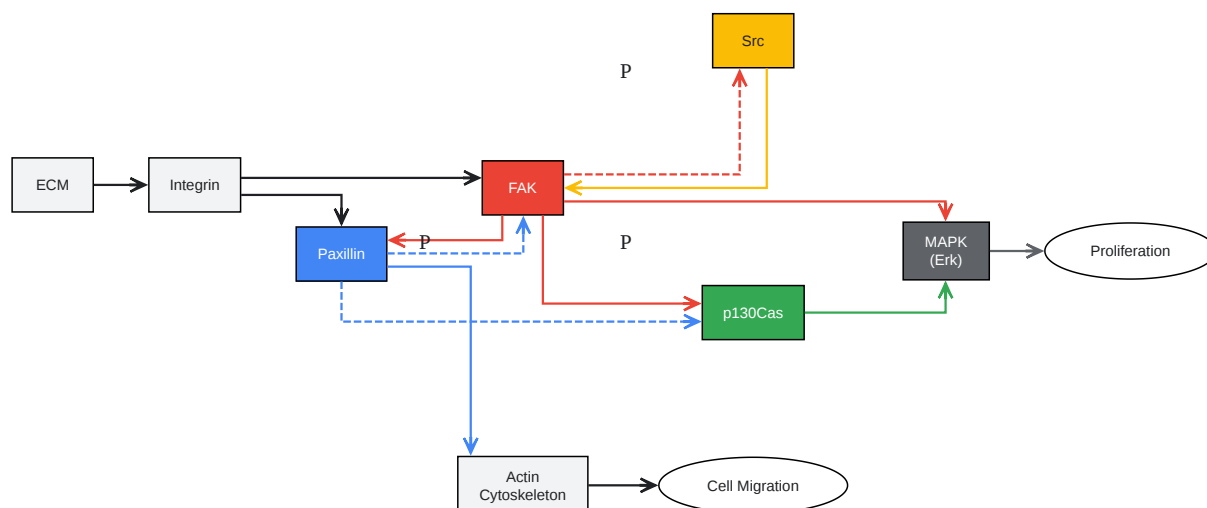 Src
P
ECM
Integrin
FAK
Paxillin
P
P
MAPK
(Erk)
Proliferation
p130Cas
Actin
Cytoskeleton
Cell Migration